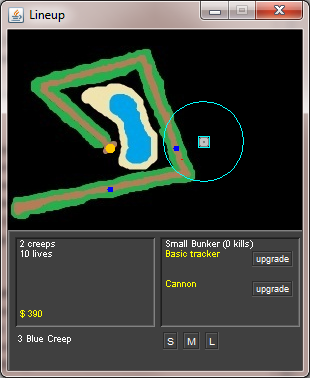 Lineup
2 creeps
10 lives
$ 390
3 Blue Creep
Small Bunker (0 kills)
Basic tracker
upgrade
Cannon
upgrade
S M L